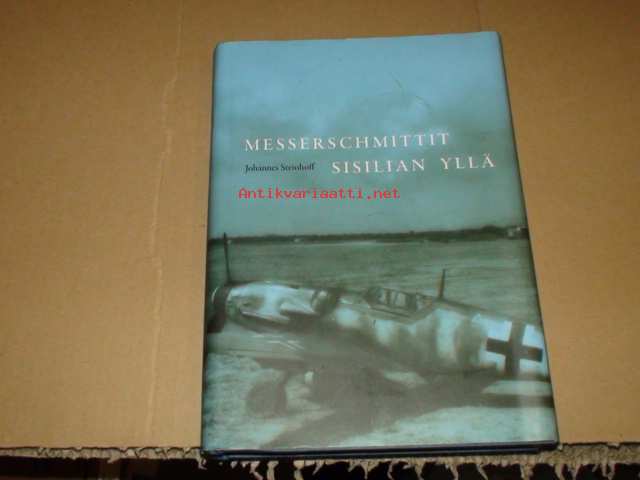 MESSERSCHMITTIT
Johannes Steinhoff SISILIAN YLLÄ
Antikvariaatti.net